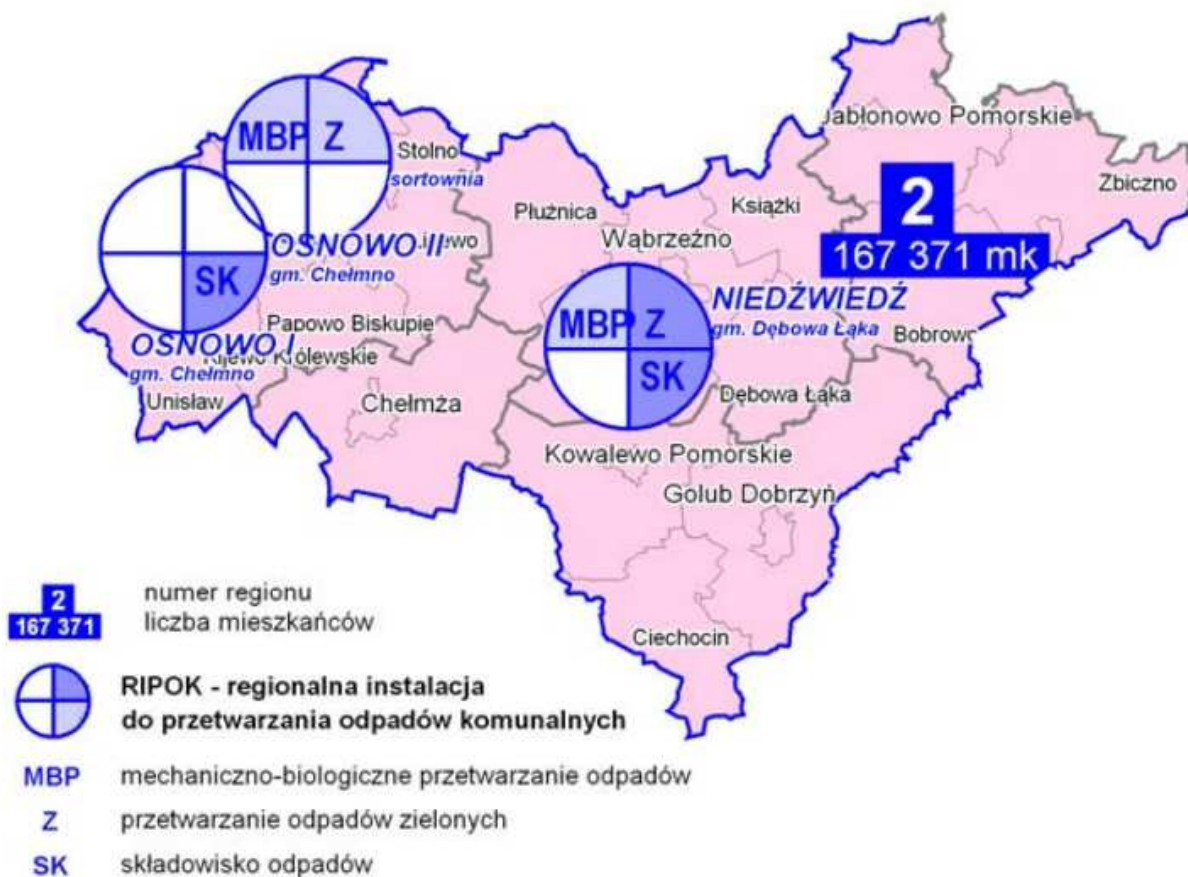 Jabłonowo Pomorskie
MBP Z
Stolno
sortownia
Zbiczno
2
167 371 mk
Płużnica
Książki
Wąbrzeźno
SK
OSNOWO II
gm. Chełmno
MBP Z
SK
NIEDŹWIEDŹ
gm. Dębowa Łąka
Papowo Biskupie
Bobrowo
OSNOWO I
Kijewo Królewskie
gm. Chełmno
Unisław
Chełmża
Dębowa Łąka
Kowalewo Pomorskie
Golub Dobrzyń
Ciechocin
2
167 371
numer regionu
liczba mieszkańców
RIPOK - regionalna instalacja
do przetwarzania odpadów komunalnych
MBP mechaniczno-biologiczne przetwarzanie odpadów
Z przetwarzanie odpadów zielonych
SK składowisko odpadów